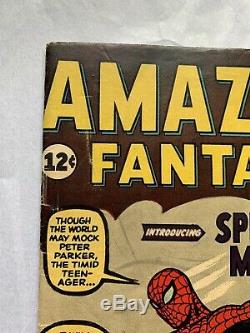 AMAZ
12¢
FANTA
INTRODUCING
SP
M
THOUGH
THE WORLD
MAY MOCK
PETER
PARKER,
THE TIMID
TEEN-
AGER...